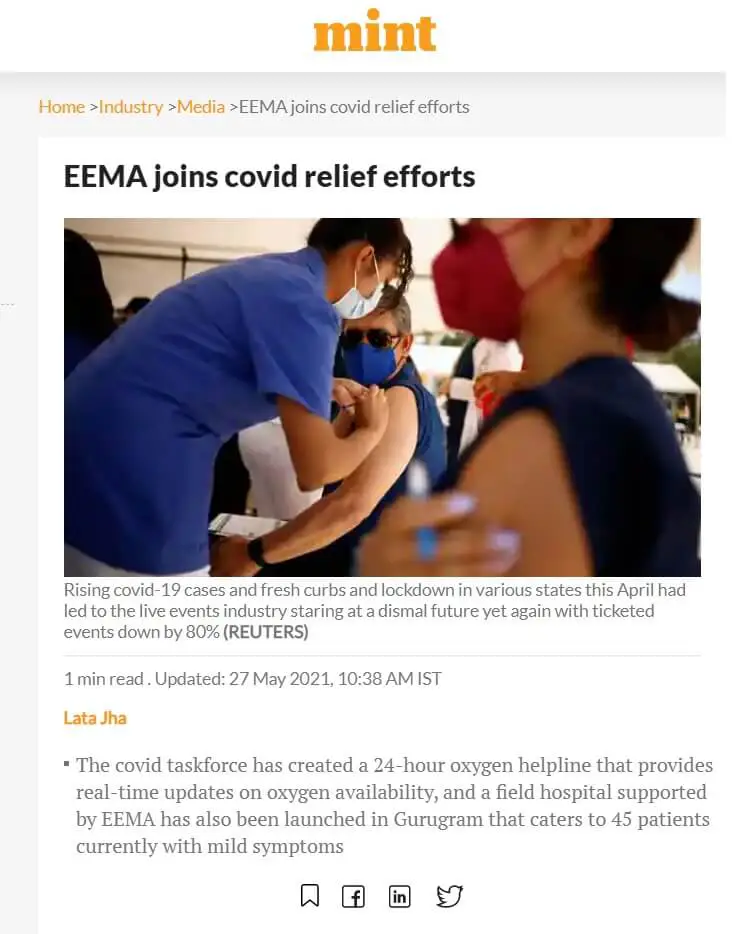 mint
Home >Industry >Media >EEMA joins covid relief efforts
EEMA joins covid relief efforts
Rising covid-19 cases and fresh curbs and lockdown in various states this April had
led to the live events industry staring at a dismal future yet again with ticketed
events down by 80% (REUTERS)
1 min read . Updated: 27 May 2021, 10:38 AM IST
Lata Jha
▪ The covid taskforce has created a 24-hour oxygen helpline that provides
real-time updates on oxygen availability, and a field hospital supported
by EEMA has also been launched in Gurugram that caters to 45 patients
currently with mild symptoms